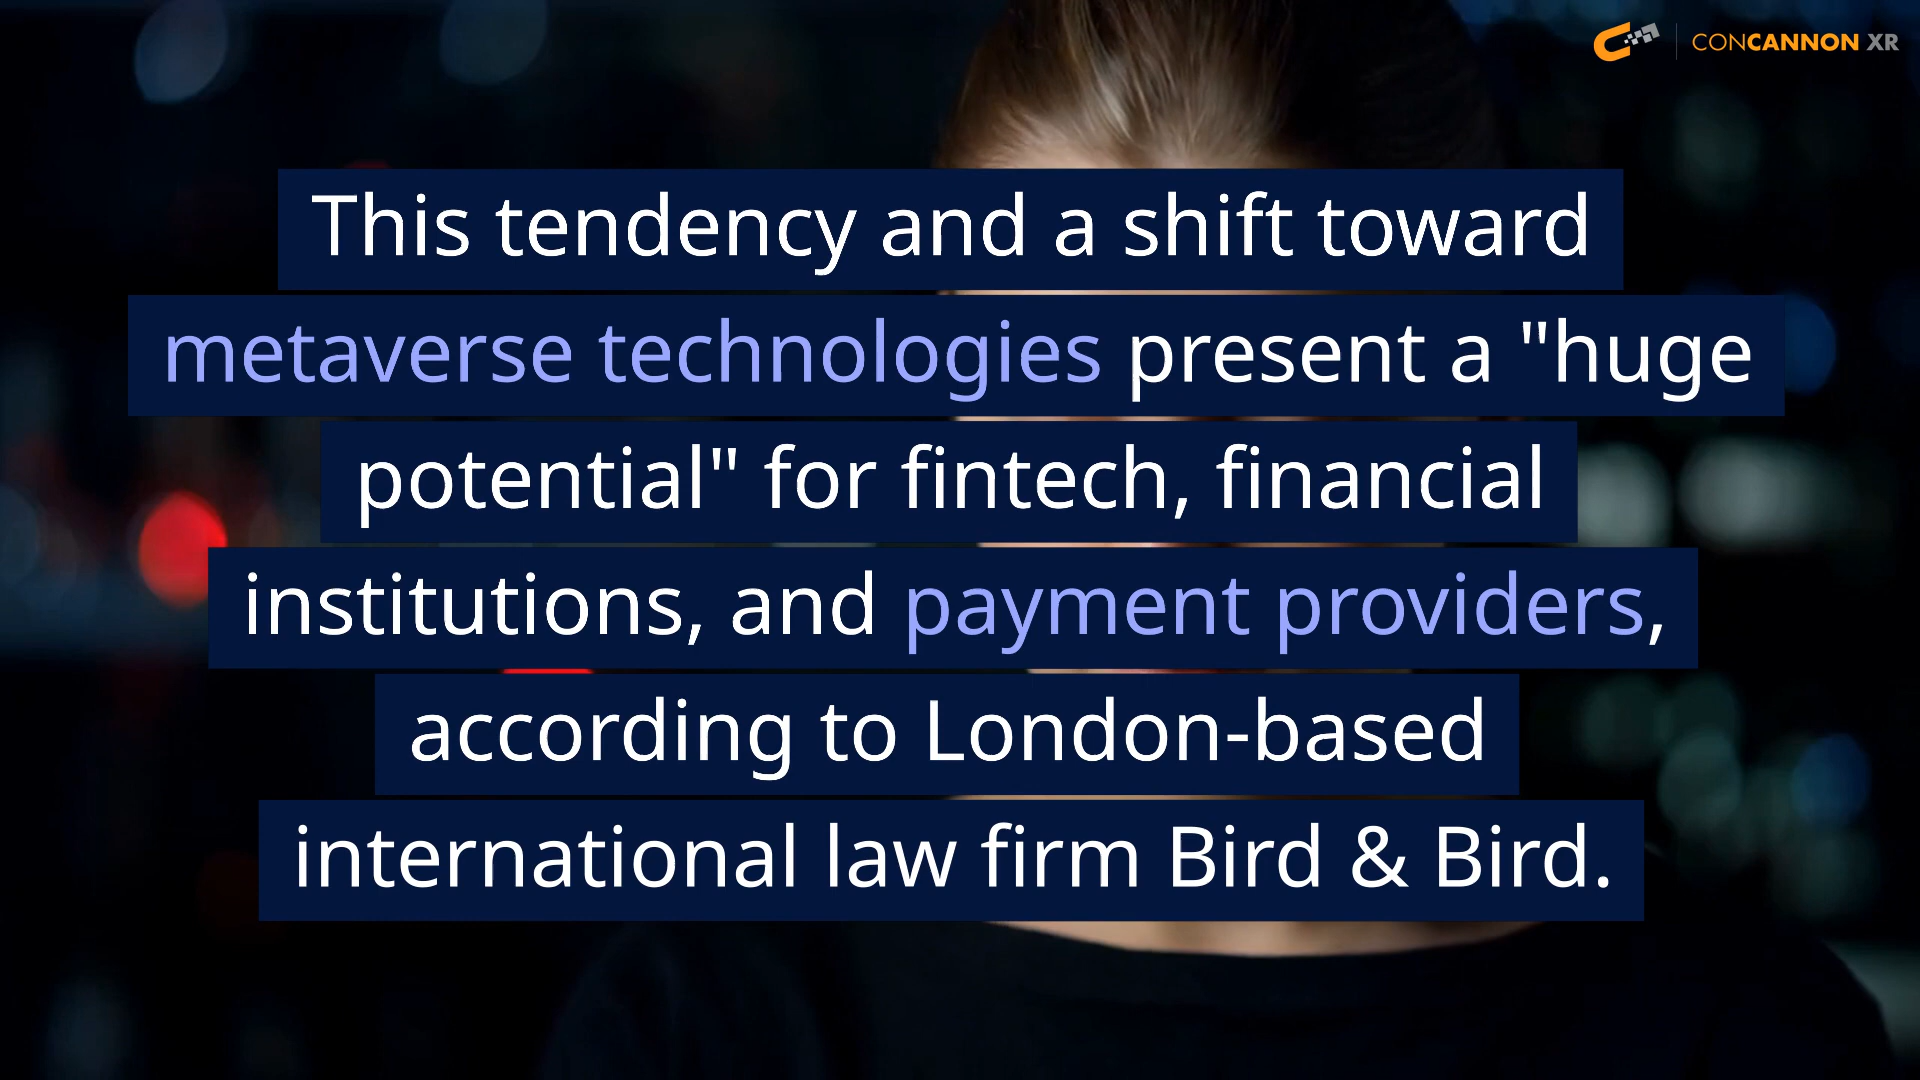 CONCANNON XR
This tendency and a shift toward
metaverse technologies present a "huge
potential" for fintech, financial
institutions, and payment providers,
according to London-based
international law firm Bird & Bird.